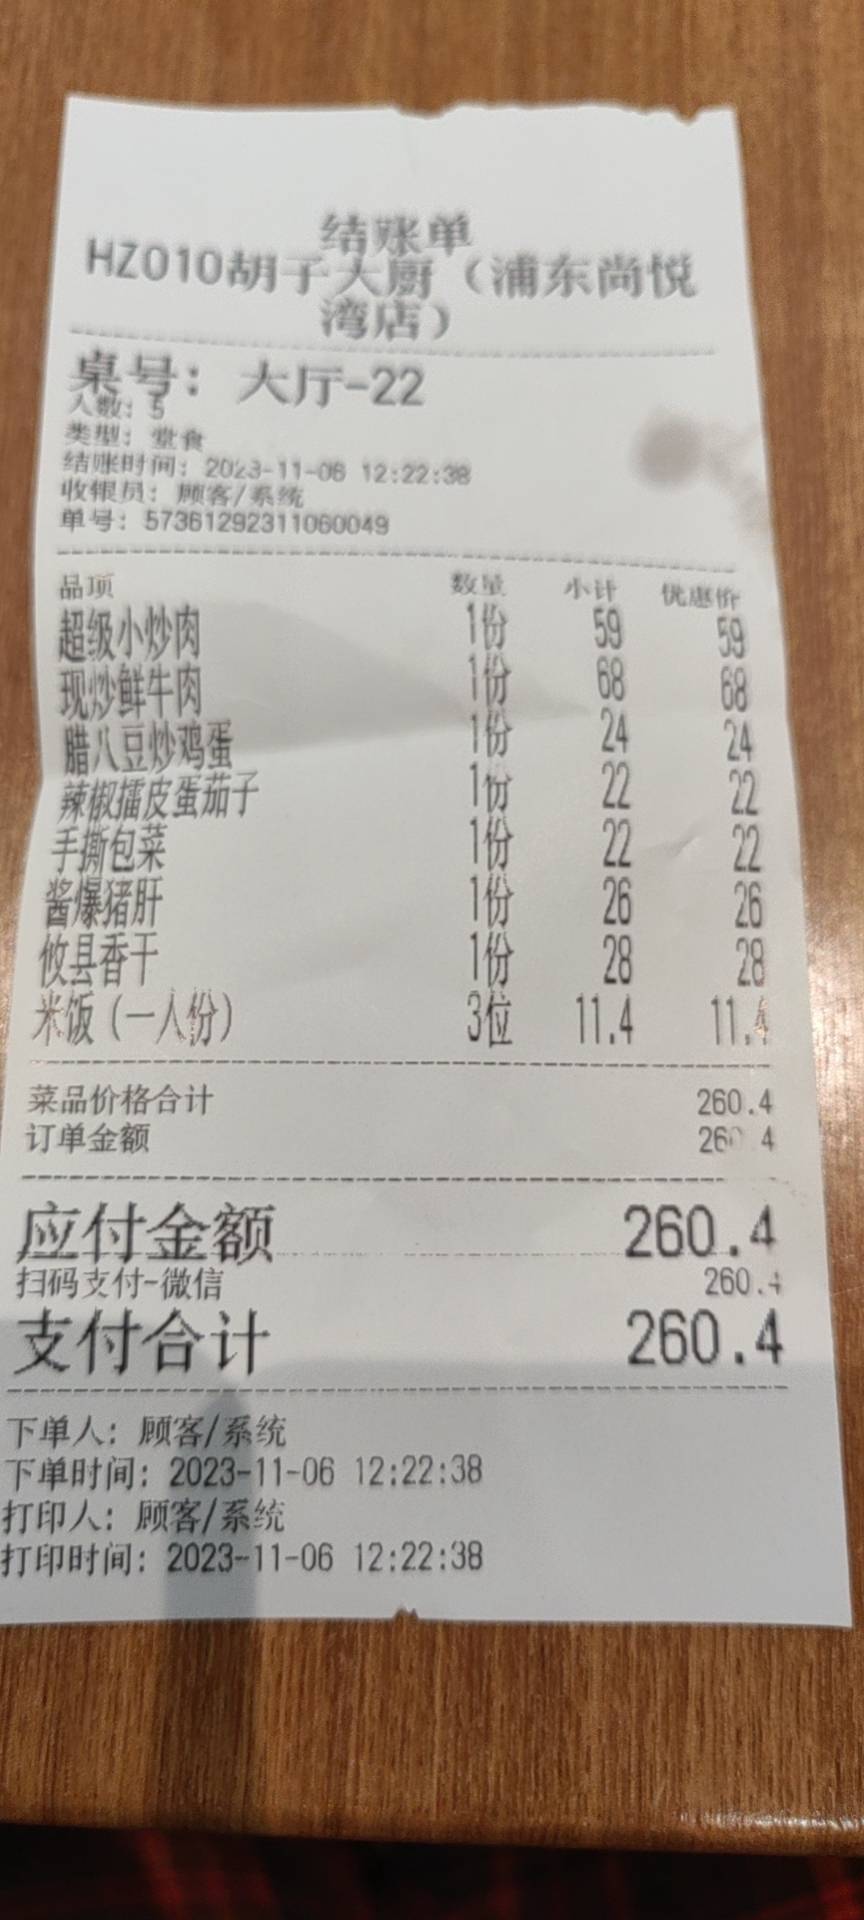 结账单
HZ010胡子大厨（浦东尚悦
湾店）
桌号：大厅-22
人数：5
类型：堂食
结账时间：2023-11-06 12:22:38
收银员：顾客/系统
单号：573612922311060049
品项 数量 小计 优惠价
超级小炒肉 1份 59 59
现炒鲜牛肉 1份 68 68
腊八豆炒鸡蛋 1份 24 24
辣椒擂皮蛋茄子 1份 22 22
手撕包菜 1份 22 22
酱爆猪肝 1份 26 26
攸县香干 1份 28 28
米饭（一人份） 3位 11.4 11.4
菜品价格合计 260.4
订单金额 260.4
应付金额 260.4
扫码支付-微信 260.4
支付合计 260.4
下单人：顾客/系统
下单时间：2023-11-06 12:22:38
打印人：顾客/系统
打印时间：2023-11-06 12:22:38